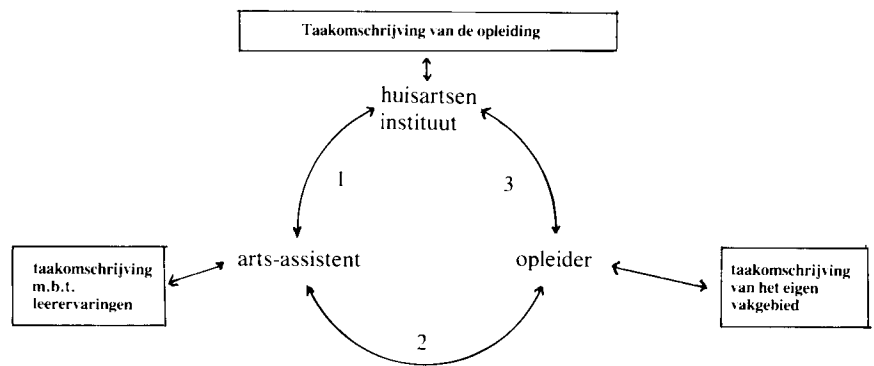 Taakomschrijving van de opleiding
huisartsen
instituut
1
3
arts-assistent
opleider
taakomschrijving
m.b.t.
leerervaringen
taakomschrijving
van het eigen
vakgebied
2